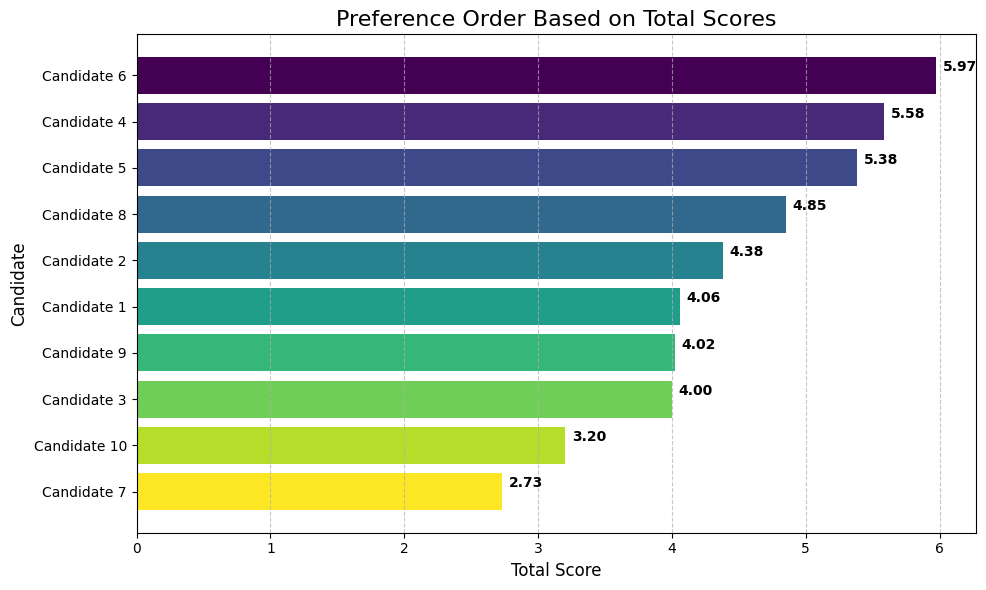 Preference Order Based on Total Scores
Candidate
Candidate 6
5.97
Candidate 4
5.58
Candidate 5
5.38
Candidate 8
4.85
Candidate 2
4.38
Candidate 1
4.06
Candidate 9
4.02
Candidate 3
4.00
Candidate 10
3.20
Candidate 7
2.73
0 1 2 3 4 5 6
Total Score